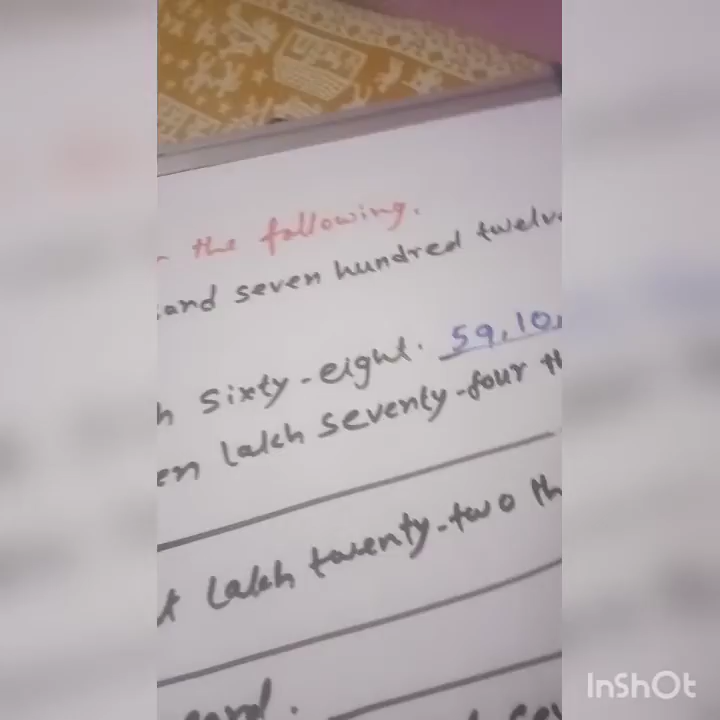 the following.
and seven hundred twelve
h sixty-eight. 59,10,
en lakh seventy-four th
t lakh twenty-two th
InShOt